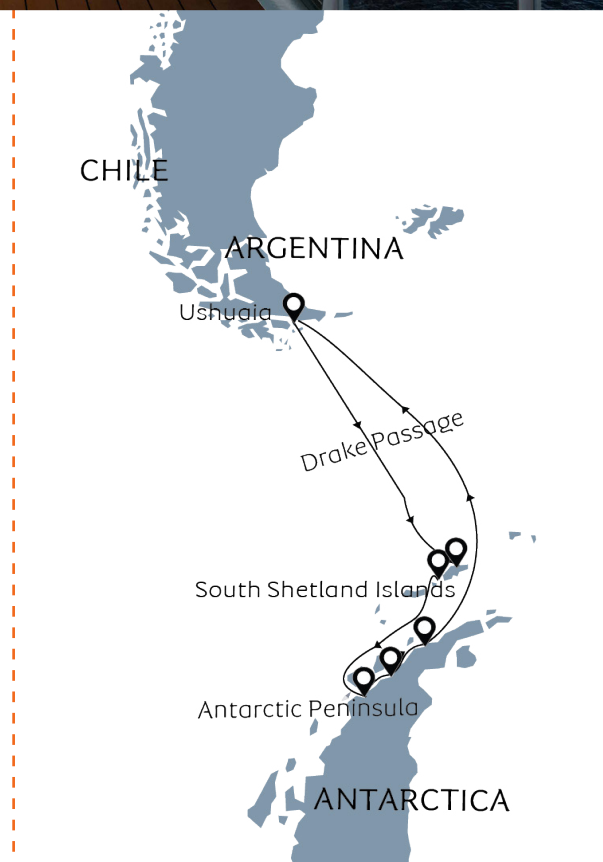 CHILE
ARGENTINA
Ushuaia
Drake Passage
South Shetland Islands
Antarctic Peninsula
ANTARCTICA